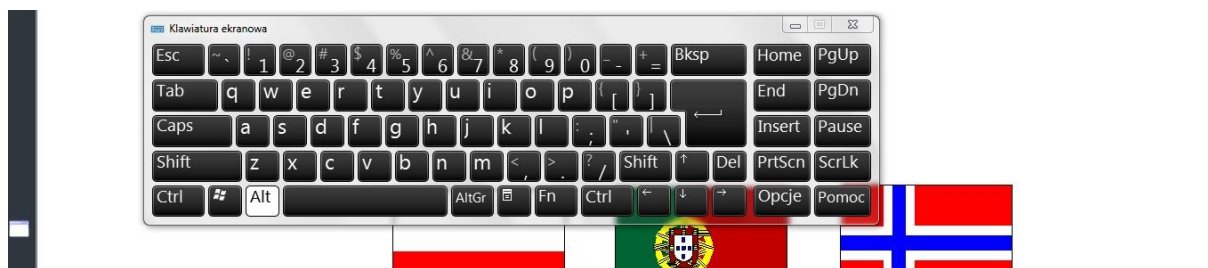 Klawiatura ekranowa
Esc ~ ` ! 1 @ 2 # 3 $ 4 % 5 ^ 6 & 7 * 8 ( 9 ) 0 _ - + = Bksp Home PgUp
Tab q w e r t y u i o p { [ } ] End PgDn
Caps a s d f g h j k l : ; " ' | \ Insert Pause
Shift z x c v b n m < , > . ? / Shift ↑ Del PrtScn ScrLk
Ctrl Alt AltGr Fn Ctrl ← ↓ → Opcje Pomoc